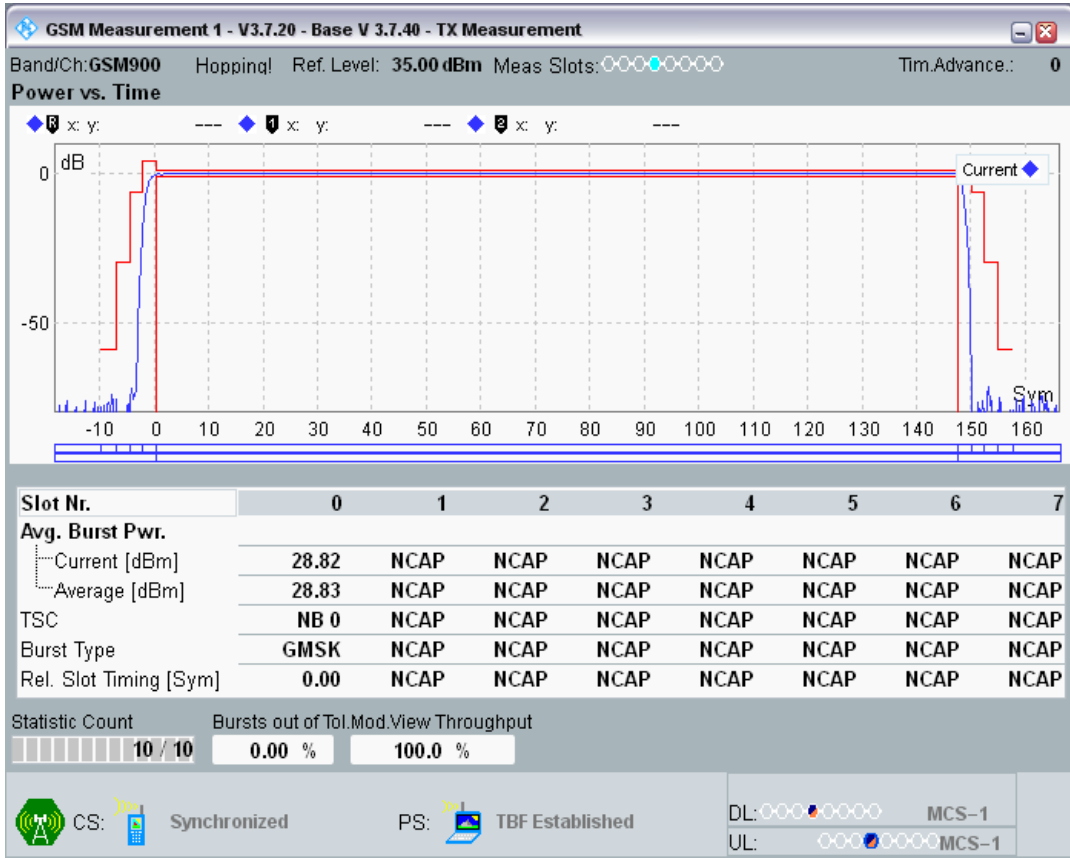 GSM Measurement 1 - V3.7.20 - Base V 3.7.40 - TX Measurement
Band/Ch:GSM900 Hopping! Ref. Level: 35.00 dBm Meas Slots: Tim.Advance.: 0
Power vs. Time
R x: y: --- 1 x: y: --- 2 x: y: ---
dB
Current
0
-50
Sym
-10 0 10 20 30 40 50 60 70 80 90 100 110 120 130 140 150 160
Slot Nr. 0 1 2 3 4 5 6 7
Avg. Burst Pwr.
Current [dBm] 28.82 NCAP NCAP NCAP NCAP NCAP NCAP NCAP
Average [dBm] 28.83 NCAP NCAP NCAP NCAP NCAP NCAP NCAP
TSC NB 0 NCAP NCAP NCAP NCAP NCAP NCAP NCAP
Burst Type GMSK NCAP NCAP NCAP NCAP NCAP NCAP NCAP
Rel. Slot Timing [Sym] 0.00 NCAP NCAP NCAP NCAP NCAP NCAP NCAP
Statistic Count Bursts out of Tol.Mod.View Throughput
10 / 10 0.00 % 100.0 %
CS: Synchronized PS: TBF Established
DL: MCS-1
UL: MCS-1